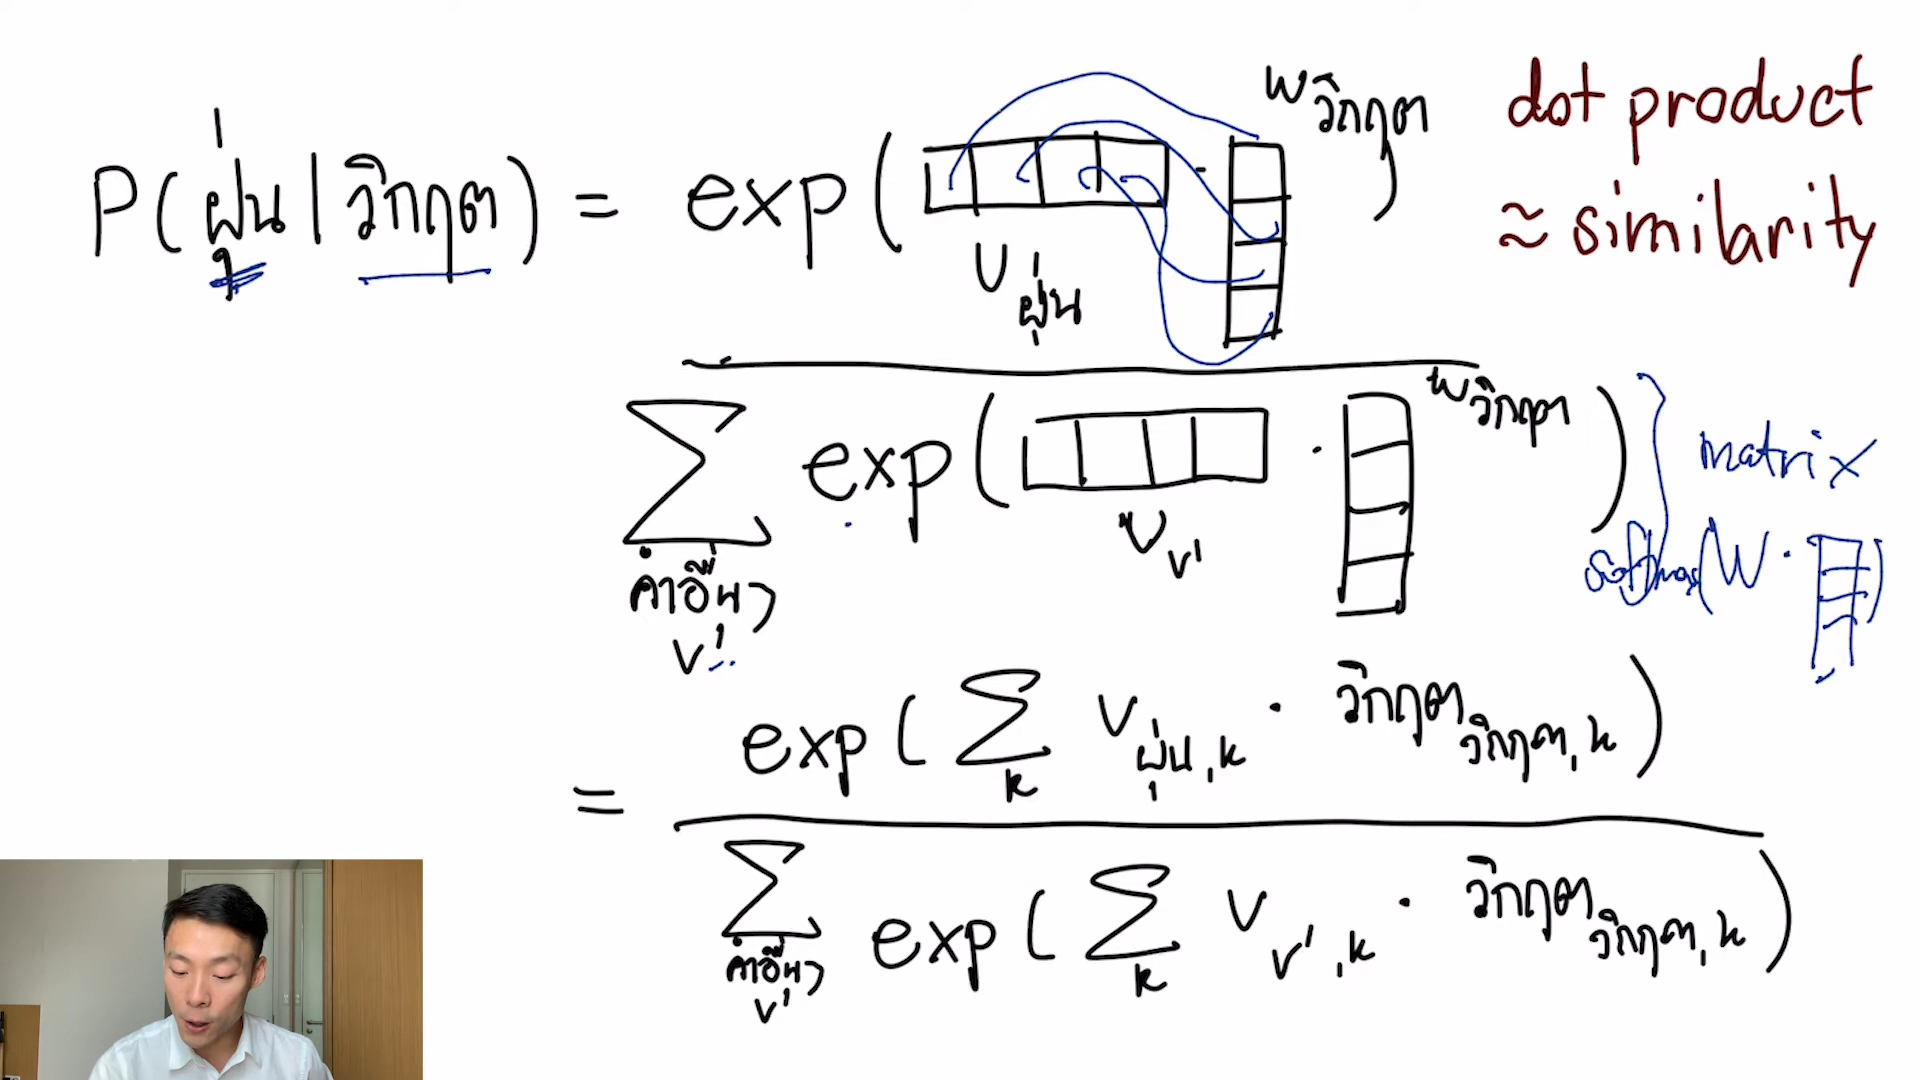 P(ฝุ่น | วิกฤต) = exp( · )
v ฝุ่น
w วิกฤต
dot product
≈ similarity
∑ exp( · )
คำอื่นๆ
v'
v v'
w วิกฤต
matrix
softmax(W · )
= exp( ∑ v ฝุ่น,k · วิกฤต วิกฤต,k )
k
∑ exp( ∑ v v',k · วิกฤต วิกฤต,k )
คำอื่นๆ
v'
k